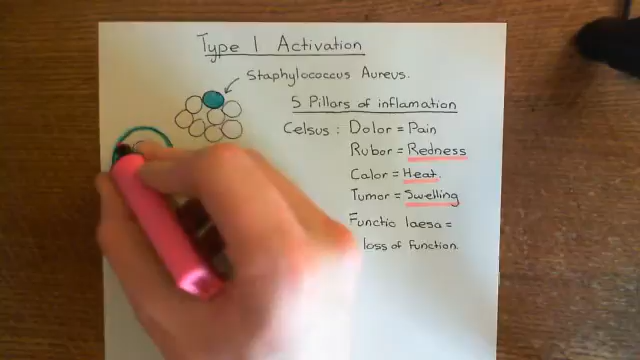 Type 1 Activation
Staphylococcus Aureus.
5 Pillars of inflamation
Celsus : Dolor = Pain
Rubor = Redness
Calor = Heat.
Tumor = Swelling
Functio laesa =
loss of function.